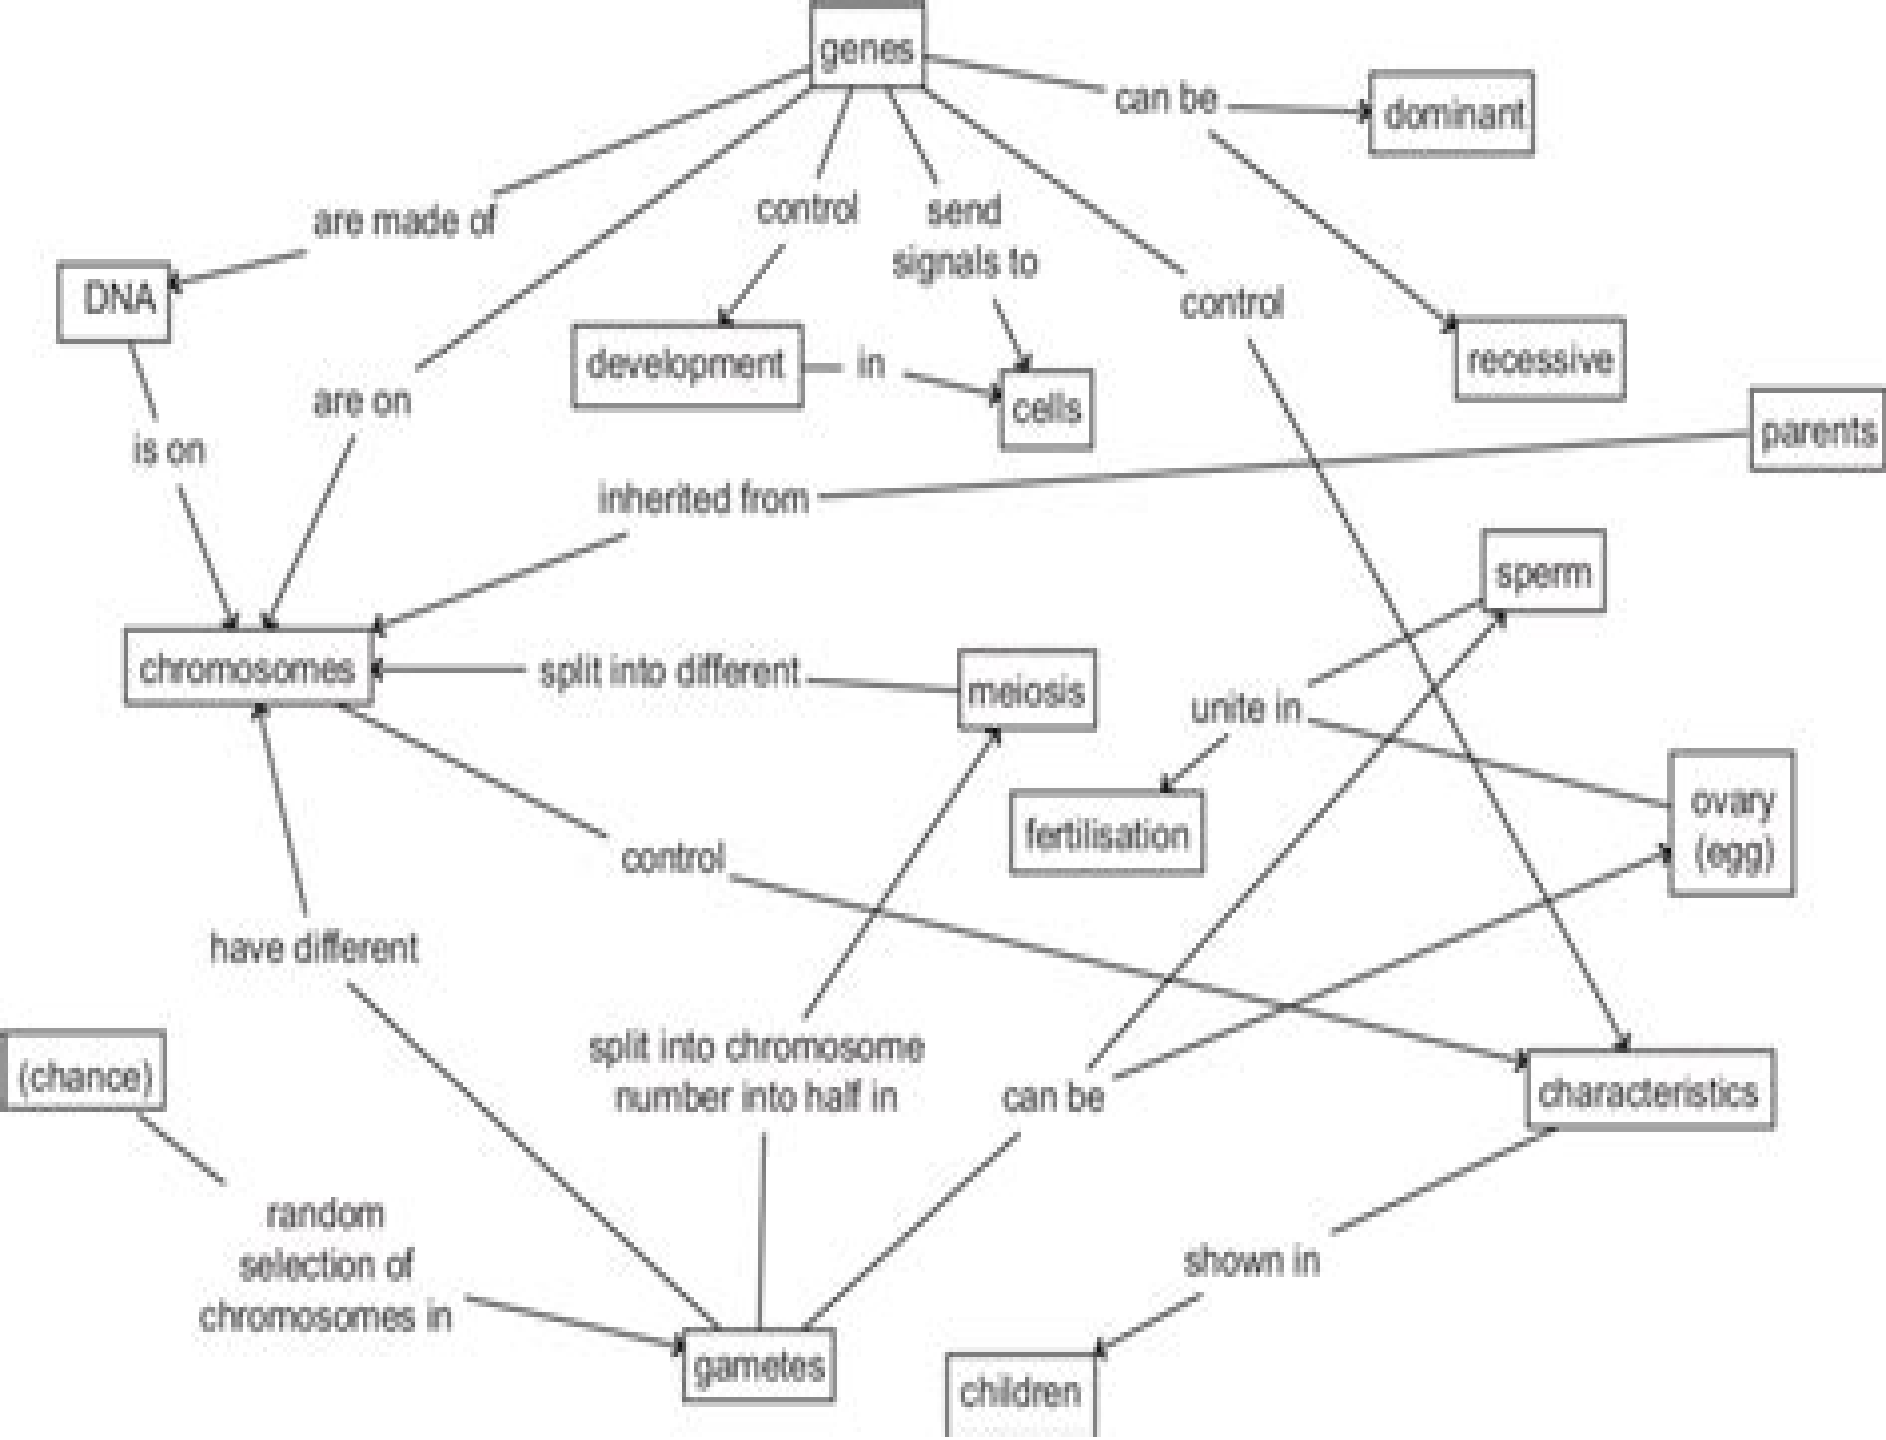 genes
can be
dominant
are made of
control
send
signals to
DNA
control
development
in
recessive
are on
cells
parents
is on
inherited from
sperm
chromosomes
split into different
meiosis
unite in
ovary
(egg)
fertilisation
control
have different
split into chromosome
number into half in
(chance)
can be
characteristics
random
selection of
chromosomes in
shown in
gametes
children